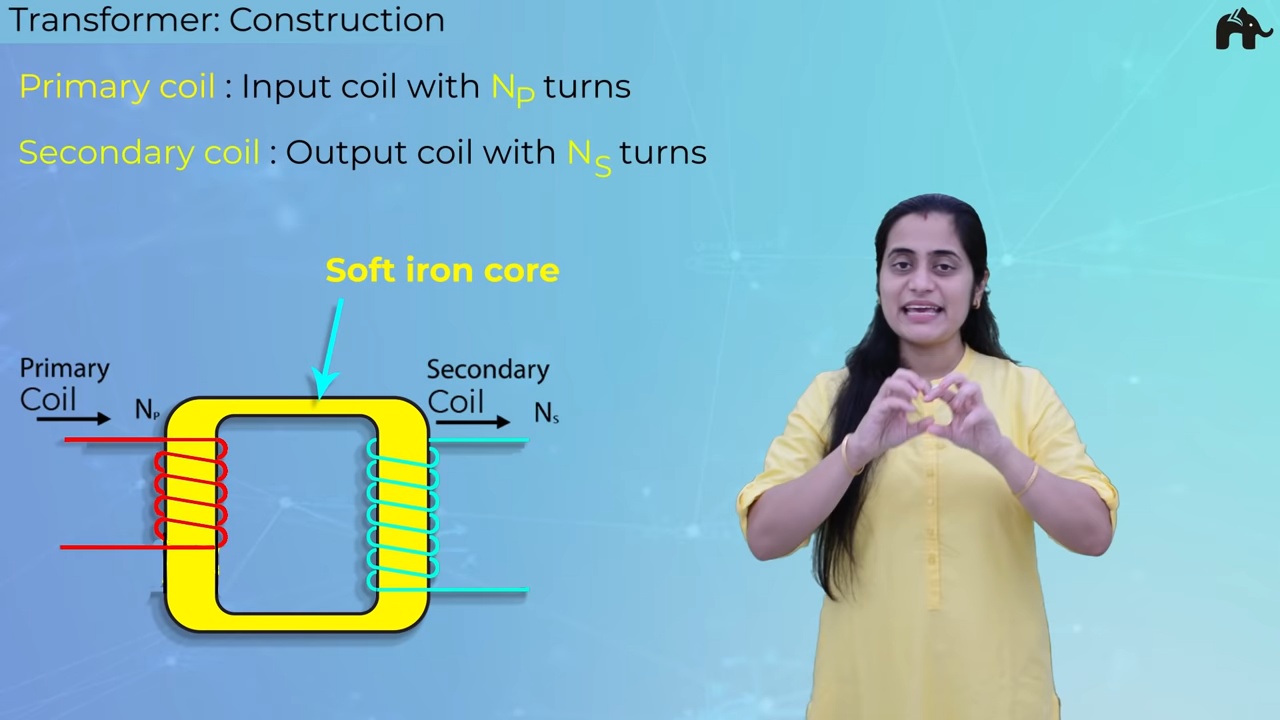 Transformer: Construction
Primary coil : Input coil with Nₚ turns
Secondary coil : Output coil with Nₛ turns
Soft iron core
Primary
Coil
Nₚ
Secondary
Coil
Nₛ